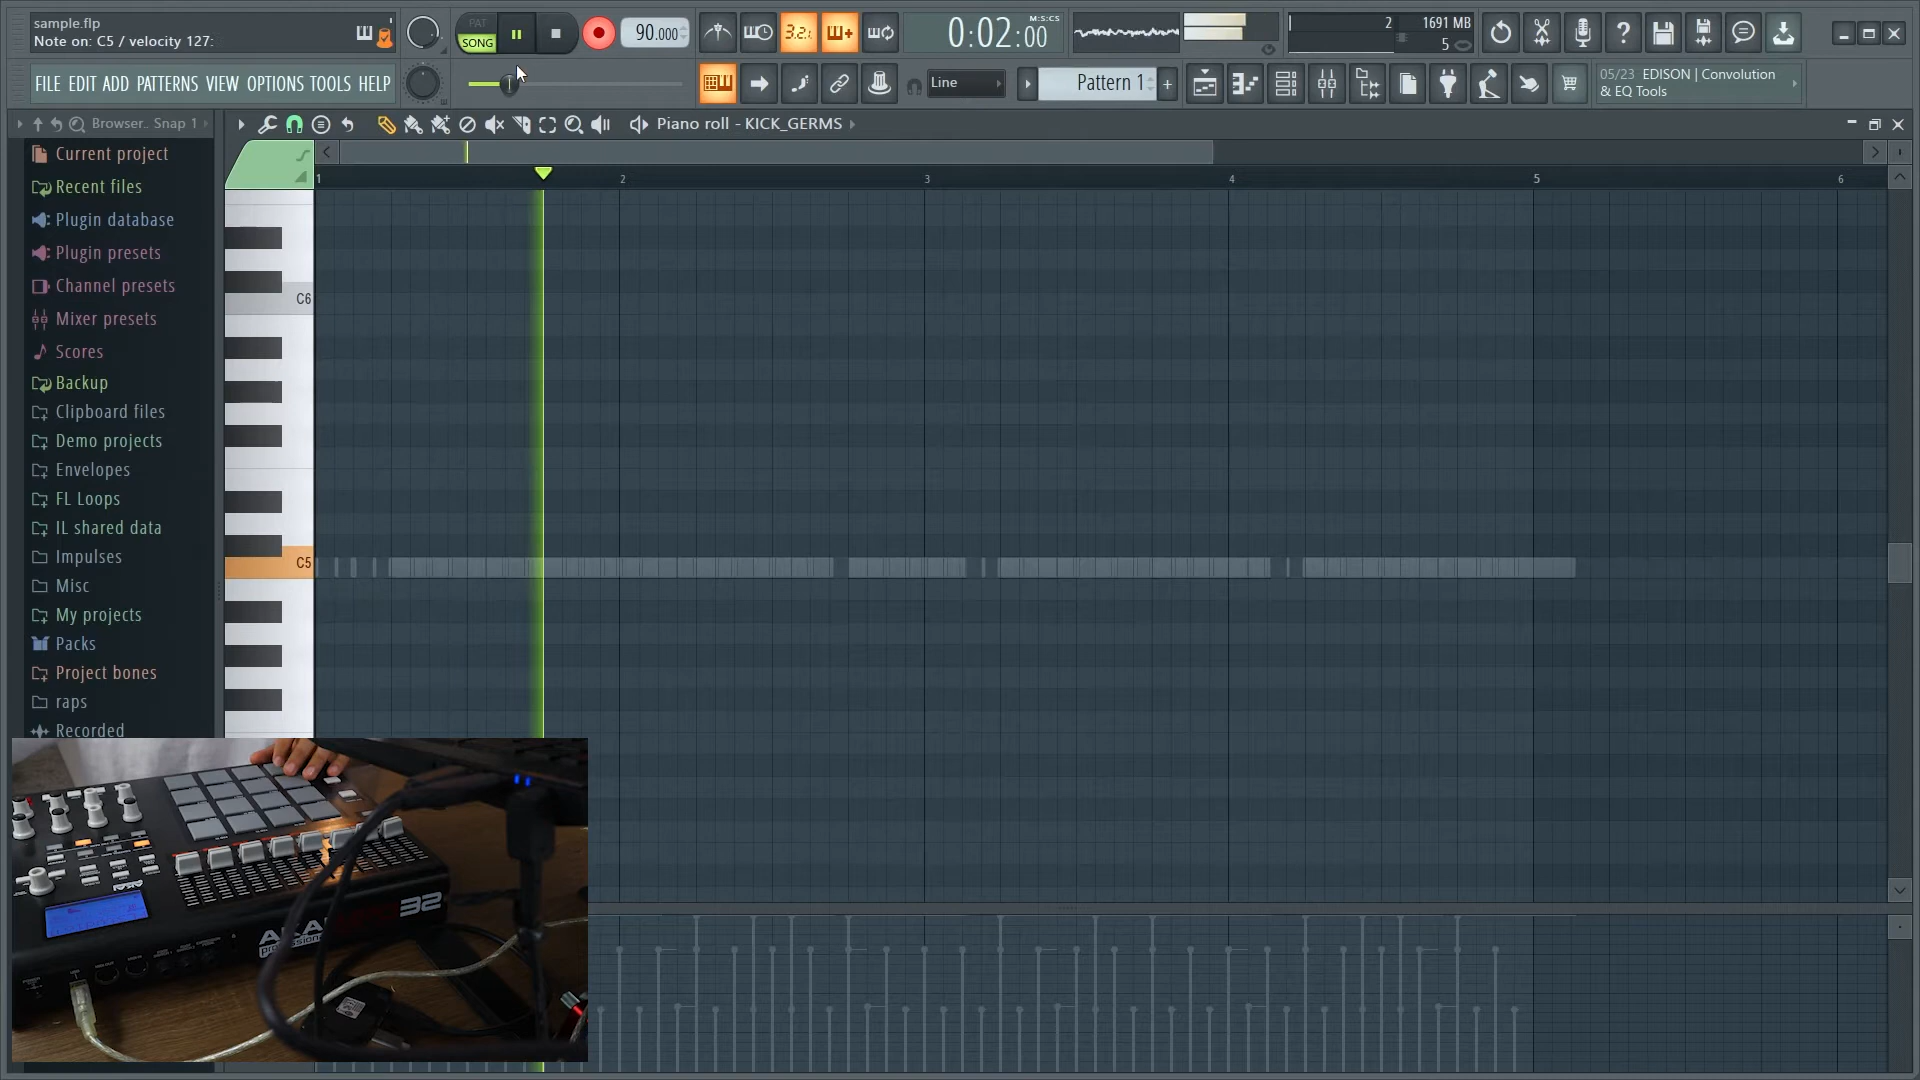 sample.flp
Note on: C5 / velocity 127:
PAT
SONG
90.000
3.2.
0:02:00
M:S:CS
2
1691 MB
5
FILE EDIT ADD PATTERNS VIEW OPTIONS TOOLS HELP
Line
Pattern 1
05/23 EDISON | Convolution
& EQ Tools
Browser.. Snap 1
Piano roll - KICK_GERMS
1
2
3
4
5
6
C6
C5
Current project
Recent files
Plugin database
Plugin presets
Channel presets
Mixer presets
Scores
Backup
Clipboard files
Demo projects
Envelopes
FL Loops
IL shared data
Impulses
Misc
My projects
Packs
Project bones
raps
Recorded
AKAI
professional
32